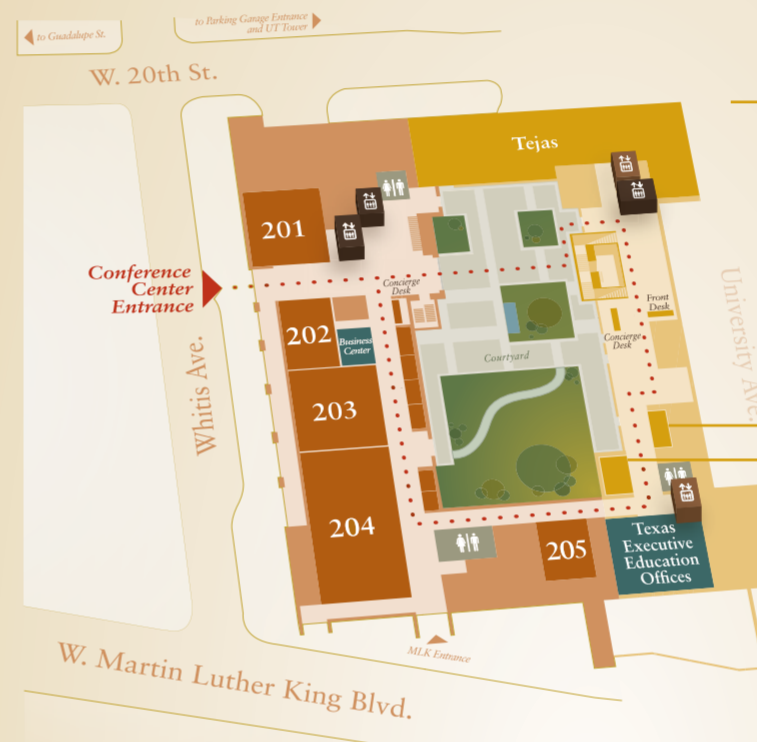 to Parking Garage Entrance
and UT Tower
to Guadalupe St.
W. 20th St.
Tejas
201
Conference
Center
Entrance
Concierge
Desk
202
Business
Center
Front
Desk
Concierge
Desk
University Ave.
Whitis Ave.
Courtyard
203
204
205
Texas
Executive
Education
Offices
MLK Entrance
W. Martin Luther King Blvd.